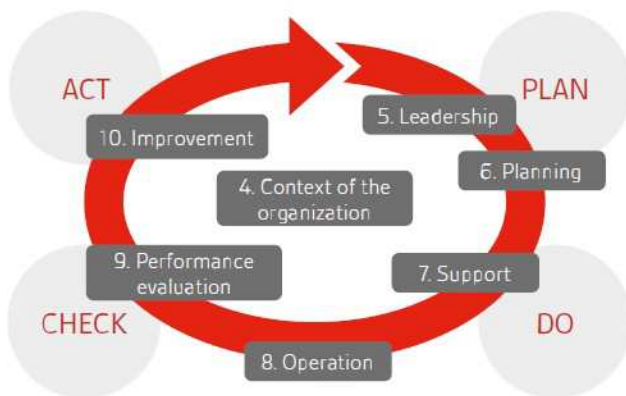 ACT
PLAN
5. Leadership
10. Improvement
6. Planning
4. Context of the
organization
9. Performance
evaluation
7. Support
CHECK
DO
8. Operation